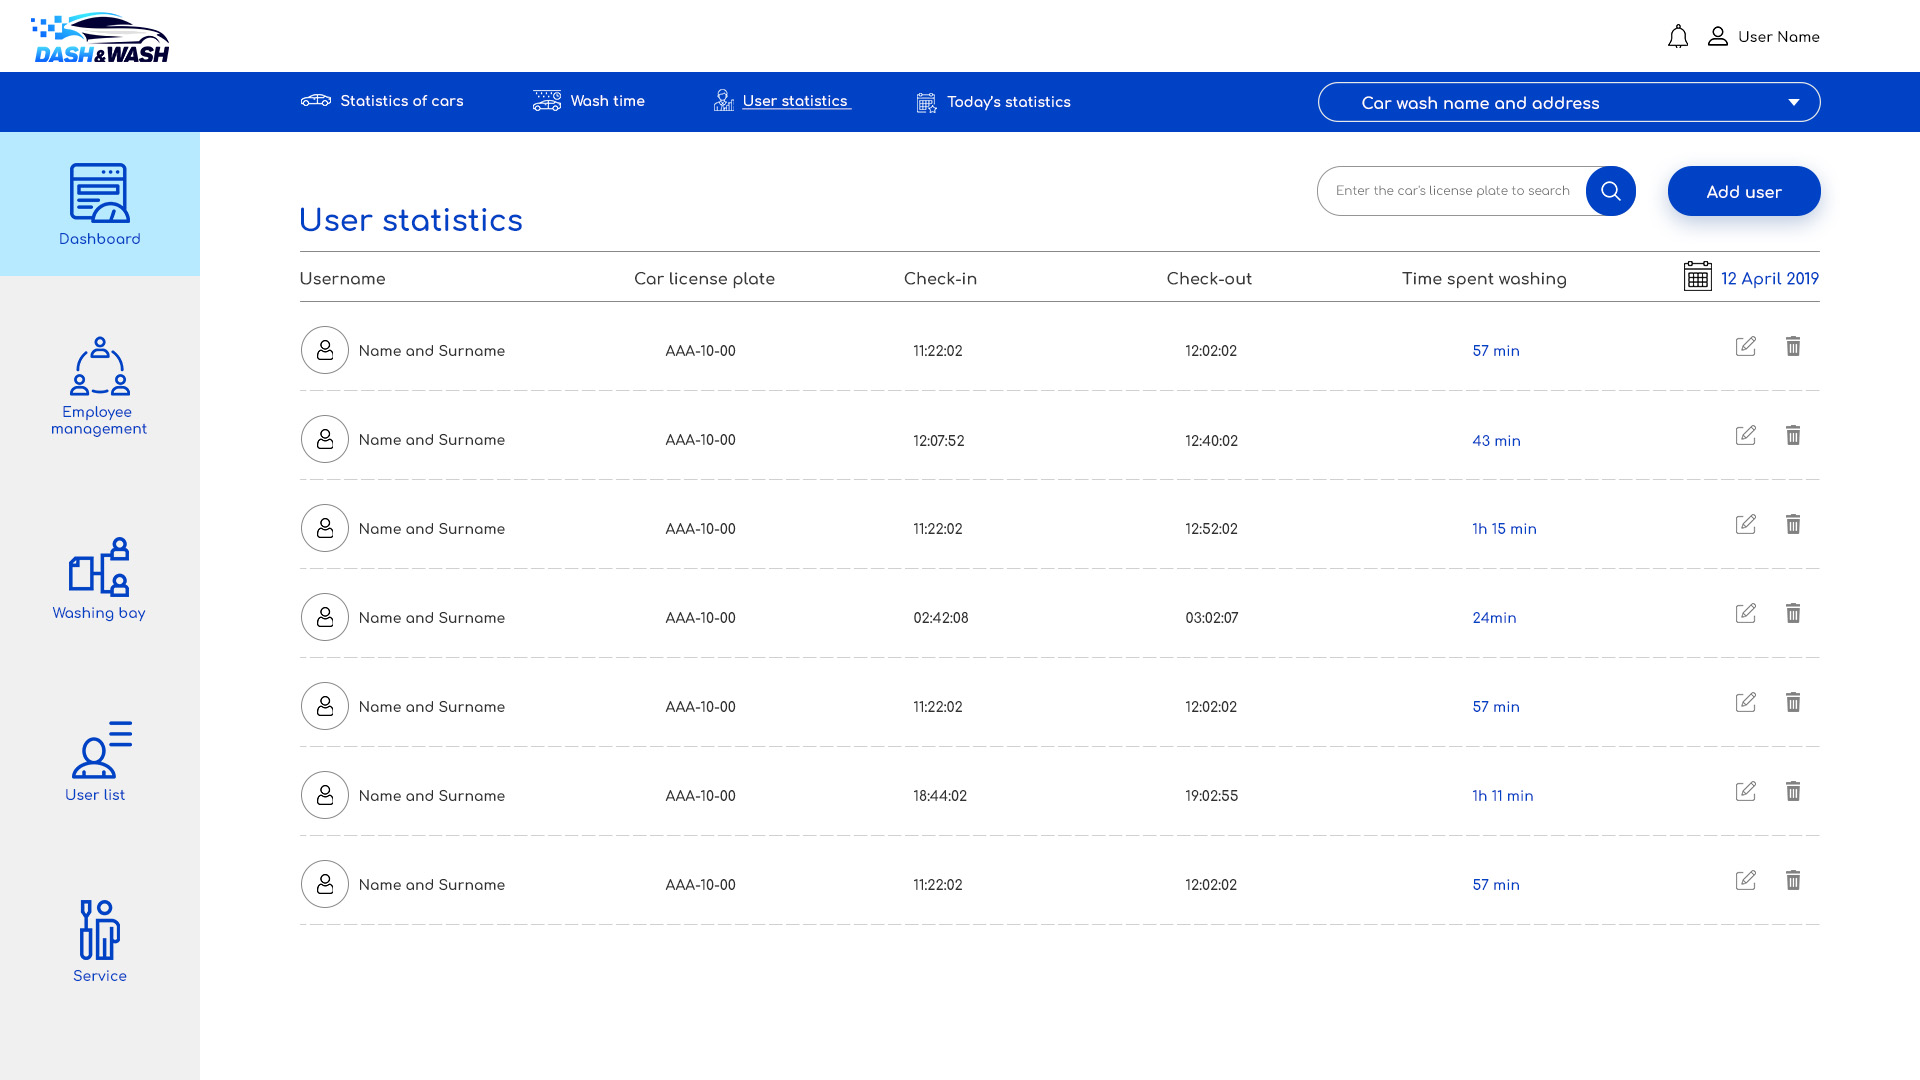 DASH&WASH
User Name
Statistics of cars
Wash time
User statistics
Today's statistics
Car wash name and address
Dashboard
Employee
management
Washing bay
User list
Service
Enter the car's license plate to search
Add user
User statistics
Username Car license plate Check-in Check-out Time spent washing 12 April 2019
Name and Surname AAA-10-00 11:22:02 12:02:02 57 min
Name and Surname AAA-10-00 12:07:52 12:40:02 43 min
Name and Surname AAA-10-00 11:22:02 12:52:02 1h 15 min
Name and Surname AAA-10-00 02:42:08 03:02:07 24min
Name and Surname AAA-10-00 11:22:02 12:02:02 57 min
Name and Surname AAA-10-00 18:44:02 19:02:55 1h 11 min
Name and Surname AAA-10-00 11:22:02 12:02:02 57 min